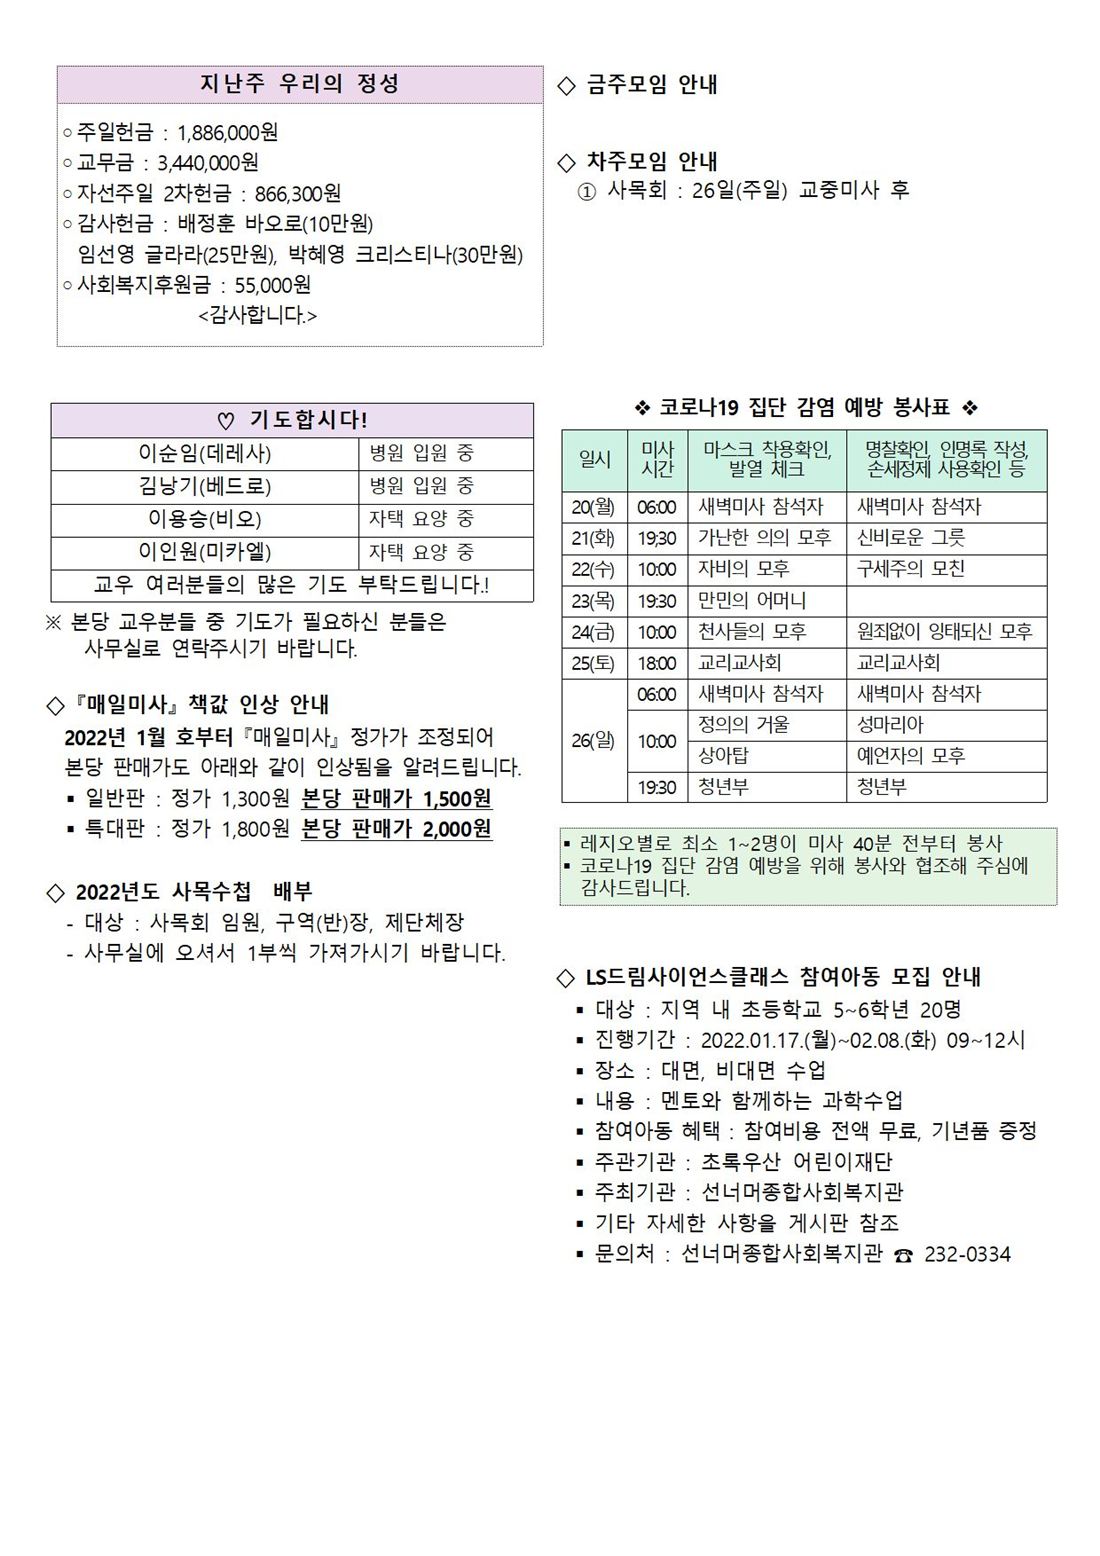 지난주 우리의 정성
○ 주일헌금 : 1,886,000원
○ 교무금 : 3,440,000원
○ 자선주일 2차헌금 : 866,300원
○ 감사헌금 : 배정훈 바오로(10만원)
임선영 글라라(25만원), 박혜영 크리스티나(30만원)
○ 사회복지후원금 : 55,000원
<감사합니다.>
♡ 기도합시다!
이순임(데레사) 병원 입원 중
김낭기(베드로) 병원 입원 중
이용승(비오) 자택 요양 중
이인원(미카엘) 자택 요양 중
교우 여러분들의 많은 기도 부탁드립니다.!
※ 본당 교우분들 중 기도가 필요하신 분들은
사무실로 연락주시기 바랍니다.
◇『매일미사』책값 인상 안내
2022년 1월 호부터『매일미사』정가가 조정되어
본당 판매가도 아래와 같이 인상됨을 알려드립니다.
▪ 일반판 : 정가 1,300원 본당 판매가 1,500원
▪ 특대판 : 정가 1,800원 본당 판매가 2,000원
◇ 2022년도 사목수첩 배부
- 대상 : 사목회 임원, 구역(반)장, 제단체장
- 사무실에 오셔서 1부씩 가져가시기 바랍니다.
◇ 금주모임 안내
◇ 차주모임 안내
① 사목회 : 26일(주일) 교중미사 후
❖ 코로나19 집단 감염 예방 봉사표 ❖
일시 미사 시간 마스크 착용확인, 발열 체크 명찰확인, 인명록 작성, 손세정제 사용확인 등
20(월) 06:00 새벽미사 참석자 새벽미사 참석자
21(화) 19;30 가난한 의의 모후 신비로운 그릇
22(수) 10:00 자비의 모후 구세주의 모친
23(목) 19:30 만민의 어머니
24(금) 10:00 천사들의 모후 원죄없이 잉태되신 모후
25(토) 18:00 교리교사회 교리교사회
26(일) 06:00 새벽미사 참석자 새벽미사 참석자
10:00 정의의 거울 성마리아
상아탑 예언자의 모후
19:30 청년부 청년부
▪ 레지오별로 최소 1~2명이 미사 40분 전부터 봉사
▪ 코로나19 집단 감염 예방을 위해 봉사와 협조해 주심에
감사드립니다.
◇ LS드림사이언스클래스 참여아동 모집 안내
▪ 대상 : 지역 내 초등학교 5~6학년 20명
▪ 진행기간 : 2022.01.17.(월)~02.08.(화) 09~12시
▪ 장소 : 대면, 비대면 수업
▪ 내용 : 멘토와 함께하는 과학수업
▪ 참여아동 혜택 : 참여비용 전액 무료, 기년품 증정
▪ 주관기관 : 초록우산 어린이재단
▪ 주최기관 : 선너머종합사회복지관
▪ 기타 자세한 사항을 게시판 참조
▪ 문의처 : 선너머종합사회복지관 ☎ 232-0334